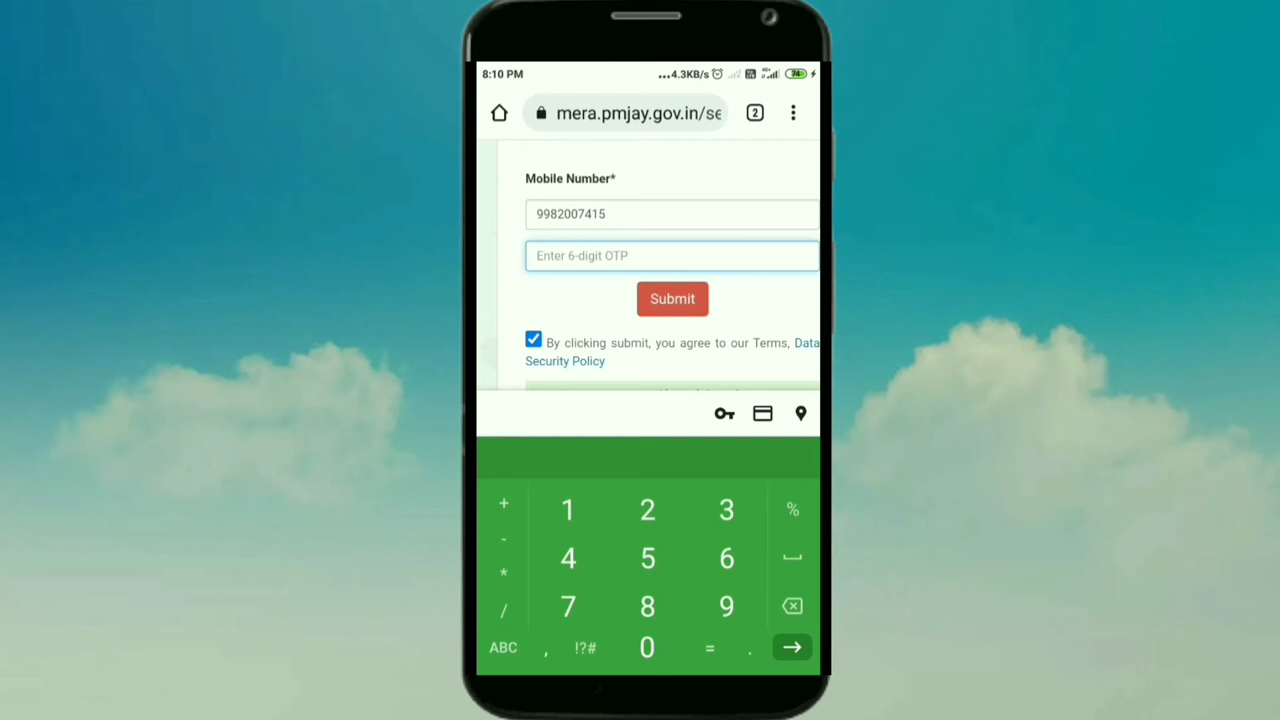 8:10 PM
...4.3KB/s
4G+
74
mera.pmjay.gov.in/se
2
Mobile Number*
9982007415
Enter 6-digit OTP
Submit
By clicking submit, you agree to our Terms, Data
Security Policy
+ 1 2 3 %
-
4 5 6
*
/ 7 8 9
ABC , !?# 0 = .